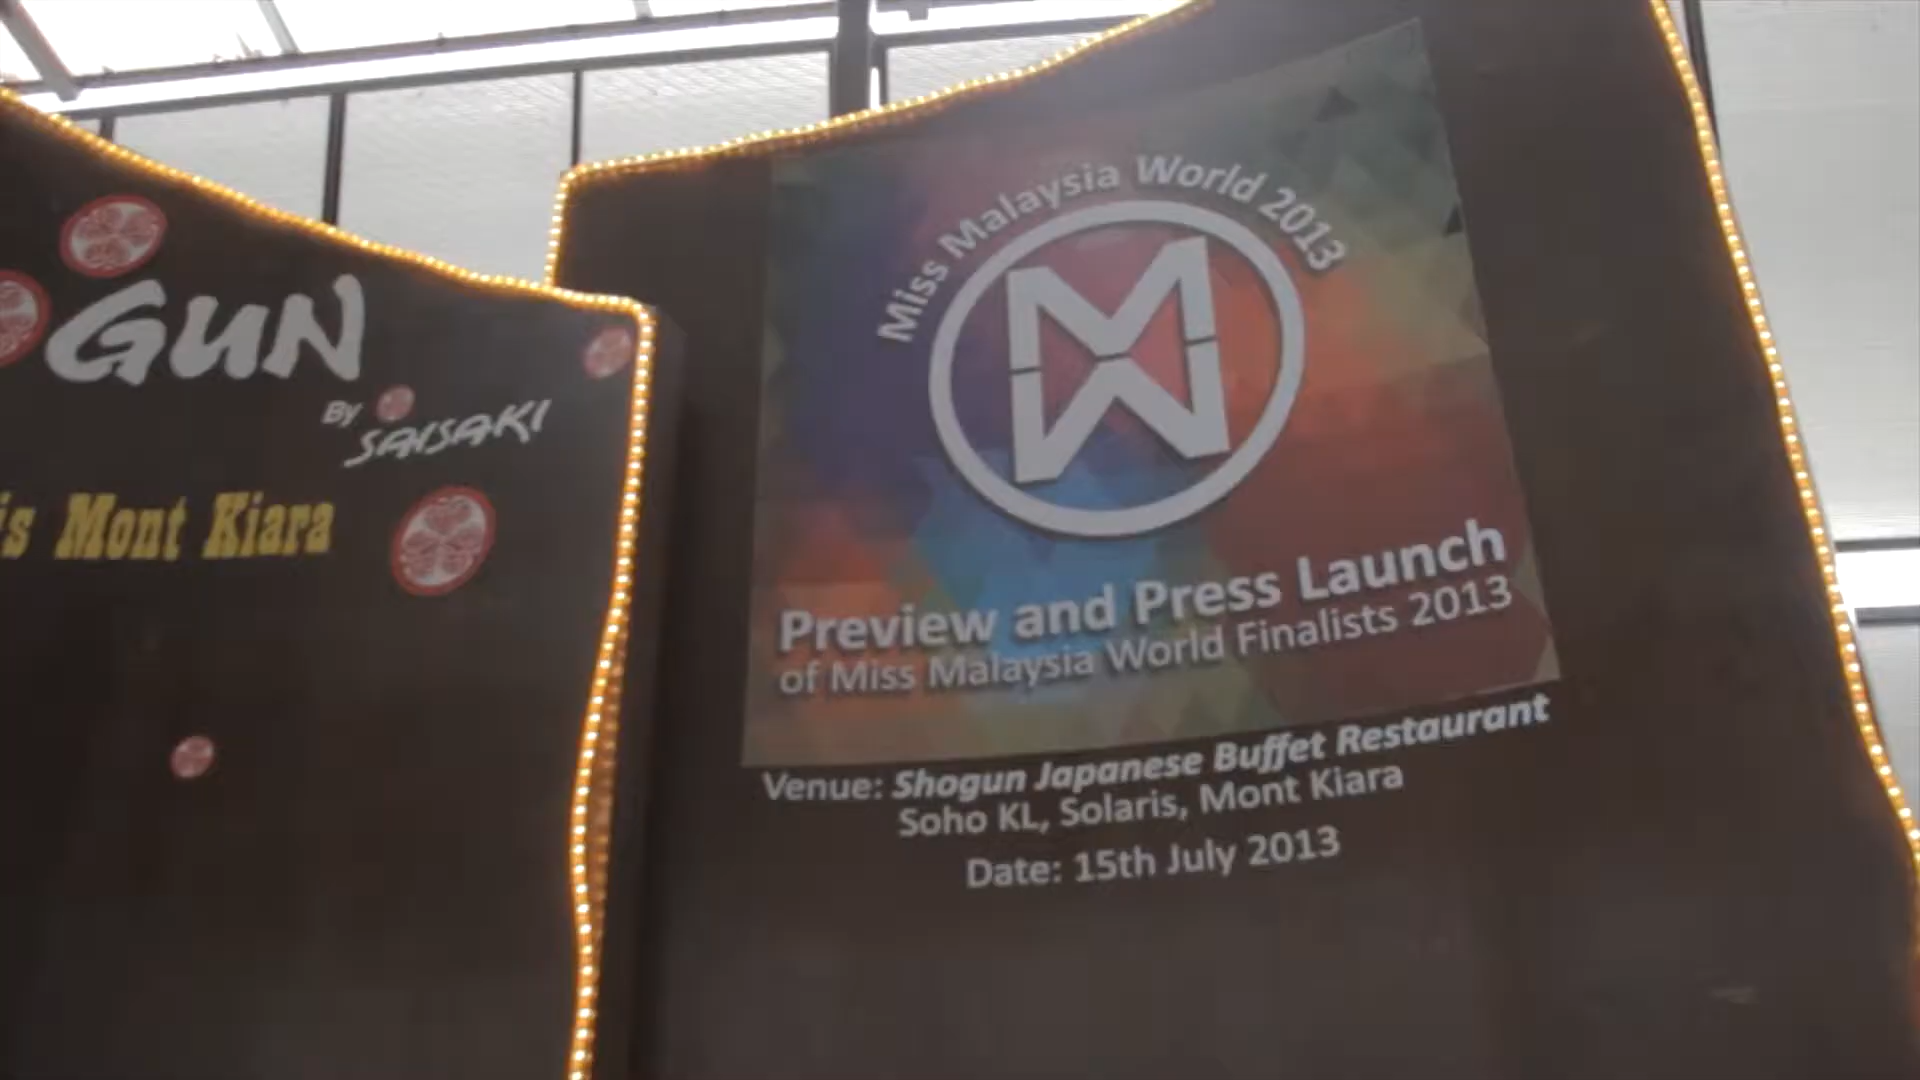 GUN
By SAISAKI
Mont Kiara
Miss Malaysia World 2013
Preview and Press Launch
of Miss Malaysia World Finalists 2013
Venue: Shogun Japanese Buffet Restaurant
Soho KL, Solaris, Mont Kiara
Date: 15th July 2013